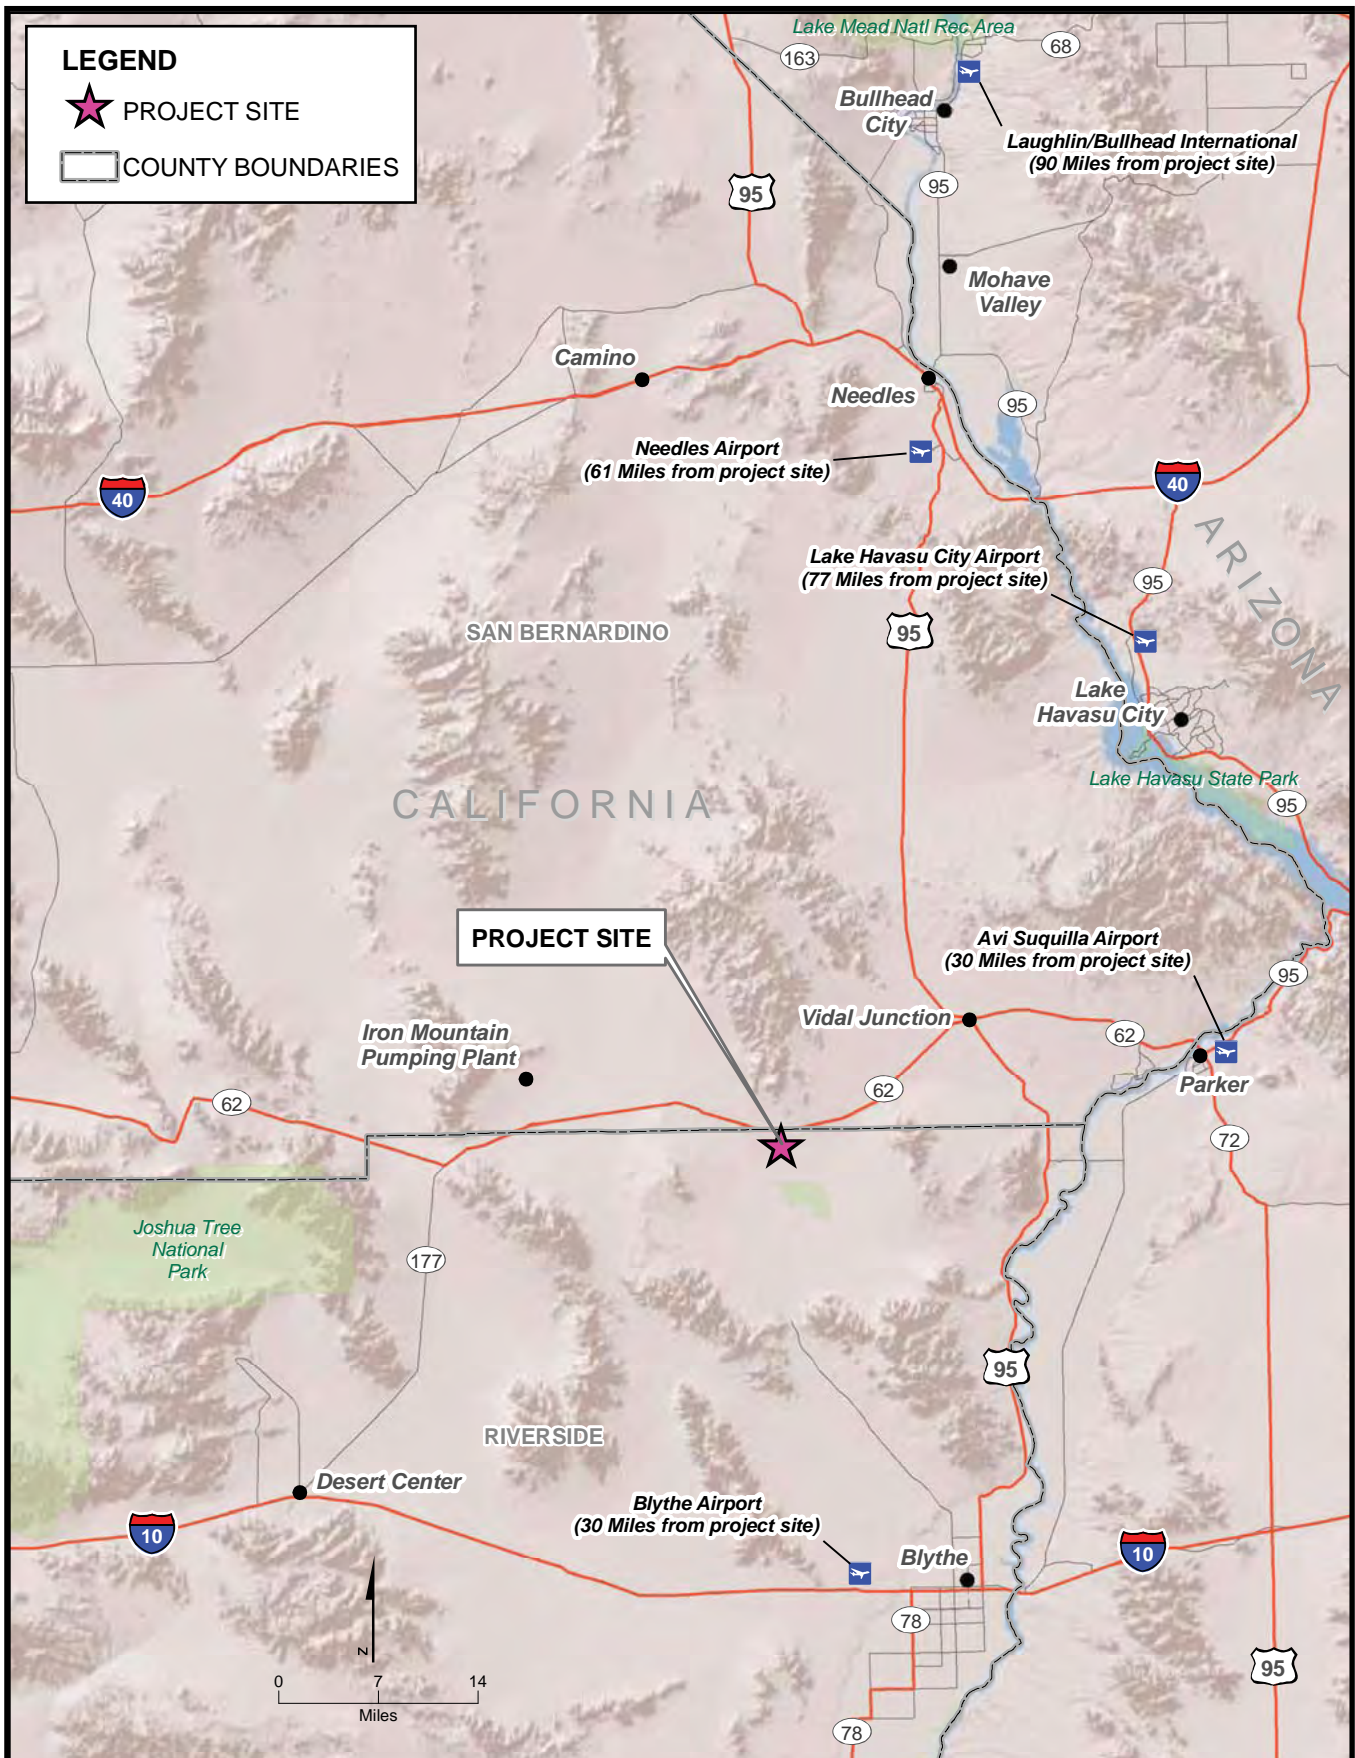 LEGEND
PROJECT SITE
COUNTY BOUNDARIES
Lake Mead Natl Rec Area
163
68
Bullhead
City
Laughlin/Bullhead International
(90 Miles from project site)
95
95
Mohave
Valley
Camino
Needles
95
Needles Airport
(61 Miles from project site)
40
40
ARIZONA
Lake Havasu City Airport
(77 Miles from project site)
95
95
SAN BERNARDINO
Lake
Havasu City
Lake Havasu State Park
95
CALIFORNIA
PROJECT SITE
Avi Suquilla Airport
(30 Miles from project site)
95
Vidal Junction
62
Iron Mountain
Pumping Plant
62
62
Parker
72
Joshua Tree
National
Park
177
95
RIVERSIDE
Desert Center
10
Blythe Airport
(30 Miles from project site)
Blythe
10
78
95
78
N
0 7 14
Miles